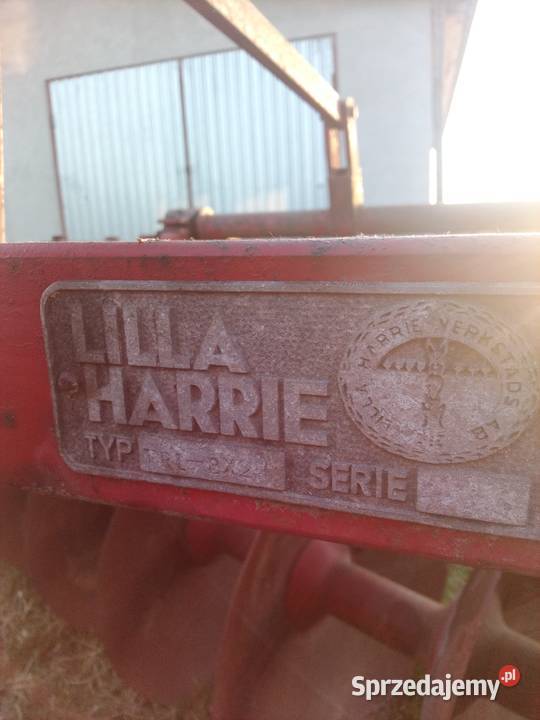 LILLA
HARRIE
TYP
SERIE
LILLA HARRIE VERKSTADS AB
Sprzedajemy.pl